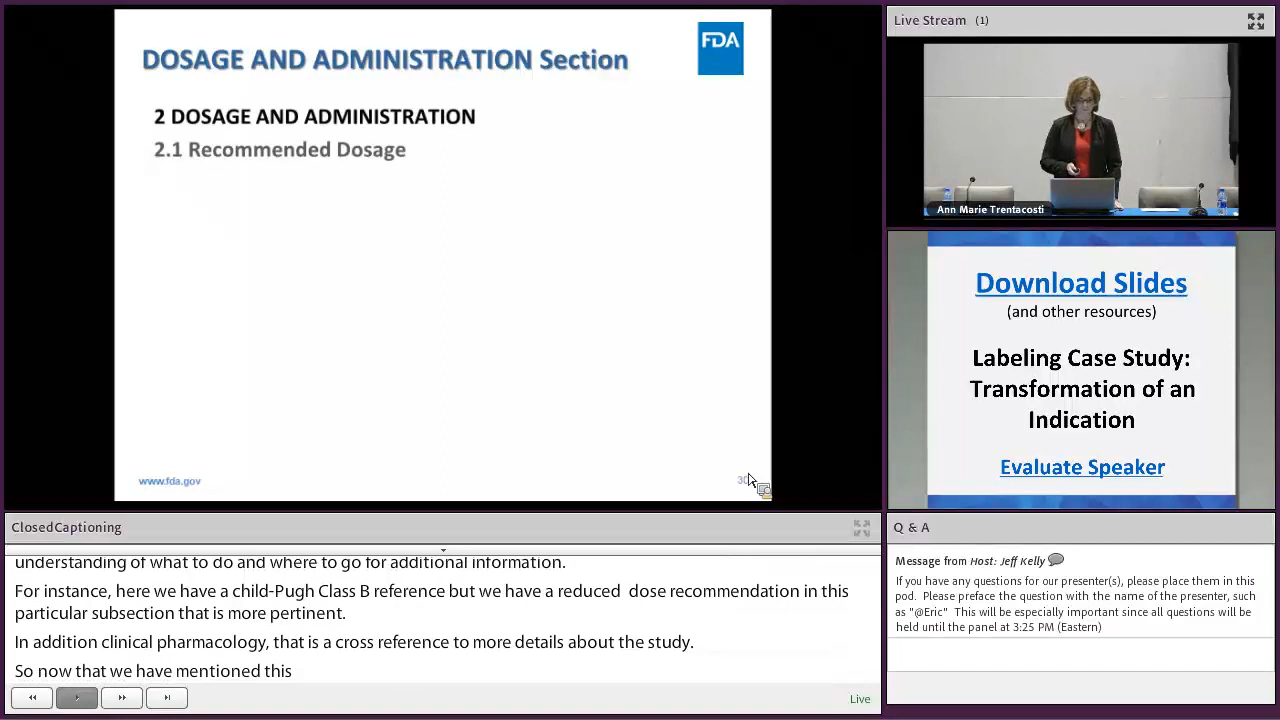 DOSAGE AND ADMINISTRATION Section
FDA
2 DOSAGE AND ADMINISTRATION
2.1 Recommended Dosage
www.fda.gov
ClosedCaptioning
understanding of what to do and where to go for additional information.
For instance, here we have a child-Pugh Class B reference but we have a reduced dose recommendation in this
particular subsection that is more pertinent.
In addition clinical pharmacology, that is a cross reference to more details about the study.
So now that we have mentioned this
Live
Live Stream (1)
Ann Marie Trentacosti
Download Slides
(and other resources)
Labeling Case Study:
Transformation of an
Indication
Evaluate Speaker
Q & A
Message from Host: Jeff Kelly
If you have any questions for our presenter(s), please place them in this
pod. Please preface the question with the name of the presenter, such
as "@Eric" This will be especially important since all questions will be
held until the panel at 3:25 PM (Eastern)